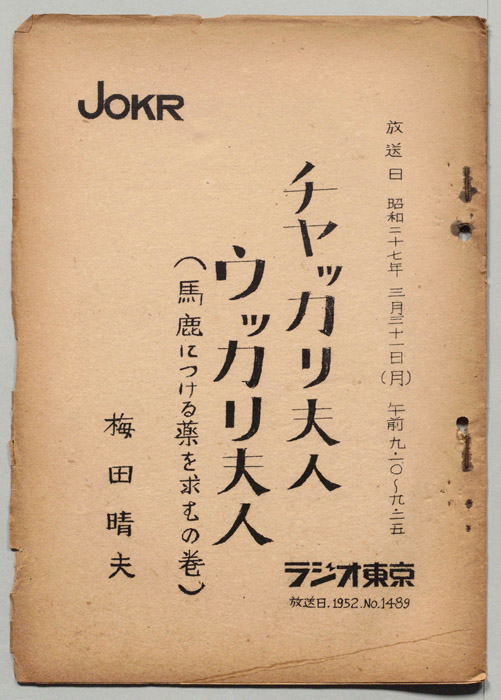 JOKR
放送日 昭和二十七年 三月三十一日(月) 午前九.一〇〜九.二五
チャッカリ夫人
ウッカリ夫人
(馬鹿につける薬を求むの巻)
梅田晴夫
ラジオ東京
放送日.1952.No.1489